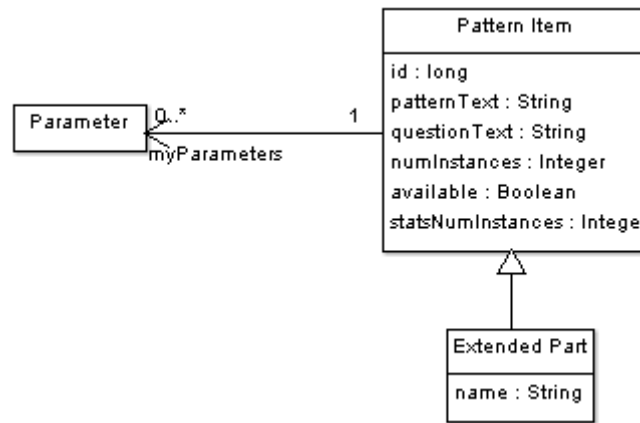 Pattern Item
id : long
patternText : String
questionText : String
numInstances : Integer
available : Boolean
statsNumInstances : Intege
Parameter
0..*
1
myParameters
Extended Part
name : String